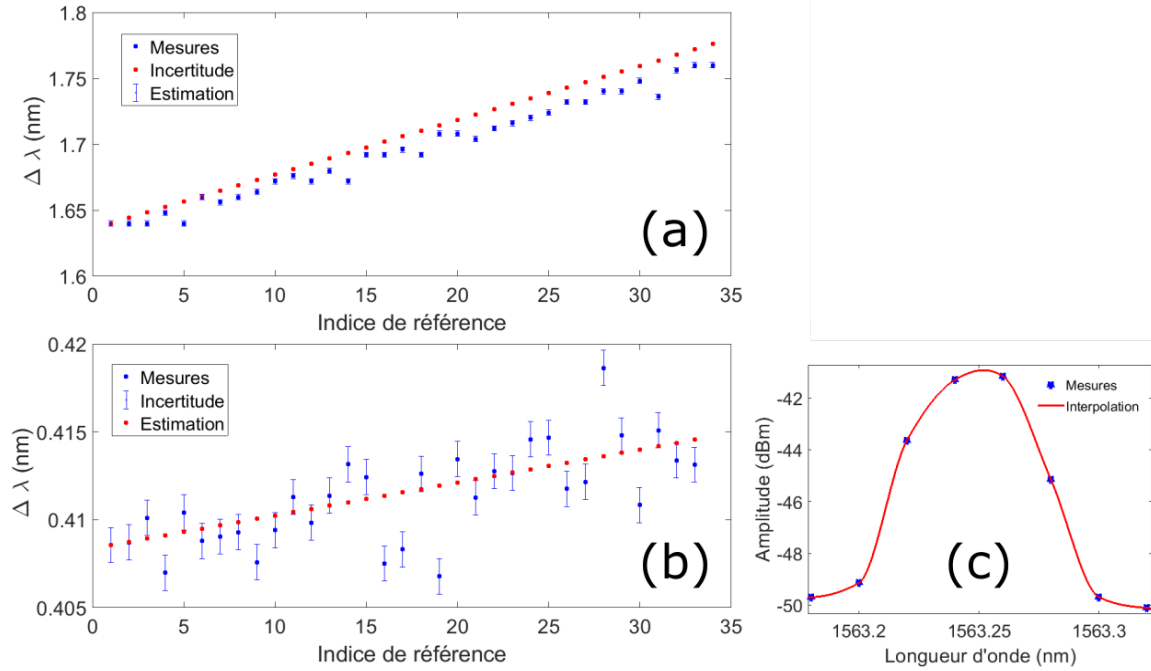 1.8
1.75
1.7
1.65
1.6
Δ λ (nm)
Mesures
Incertitude
Estimation
(a)
0 5 10 15 20 25 30 35
Indice de référence
0.42
0.415
0.41
0.405
Δ λ (nm)
Mesures
Incertitude
Estimation
(b)
0 5 10 15 20 25 30 35
Indice de référence
-42
-44
-46
-48
-50
Amplitude (dBm)
Mesures
Interpolation
(c)
1563.2 1563.25 1563.3
Longueur d'onde (nm)